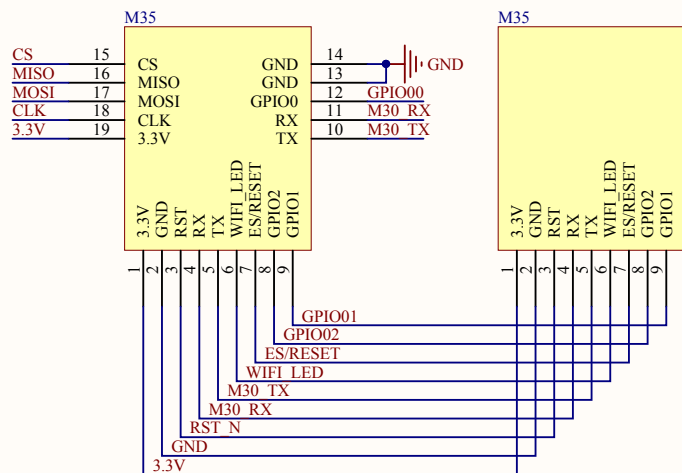 M35
M35
CS 15 CS GND 14 GND
MISO 16 MISO GND 13
MOSI 17 MOSI GPIO0 12 GPIO00
CLK 18 CLK RX 11 M30_RX
3.3V 19 3.3V TX 10 M30_TX
3.3V GND RST RX TX WIFI_LED ES/RESET GPIO2 GPIO1
3.3V GND RST RX TX WIFI_LED ES/RESET GPIO2 GPIO1
1 2 3 4 5 6 7 8 9
1 2 3 4 5 6 7 8 9
GPIO01
GPIO02
ES/RESET
WIFI_LED
M30_TX
M30_RX
RST_N
GND
3.3V